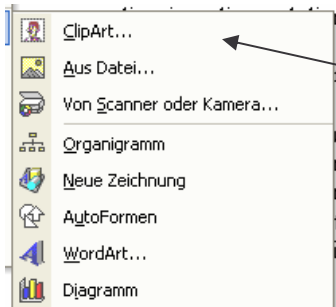 ClipArt...
Aus Datei...
Von Scanner oder Kamera...
Organigramm
Neue Zeichnung
AutoFormen
WordArt...
Diagramm